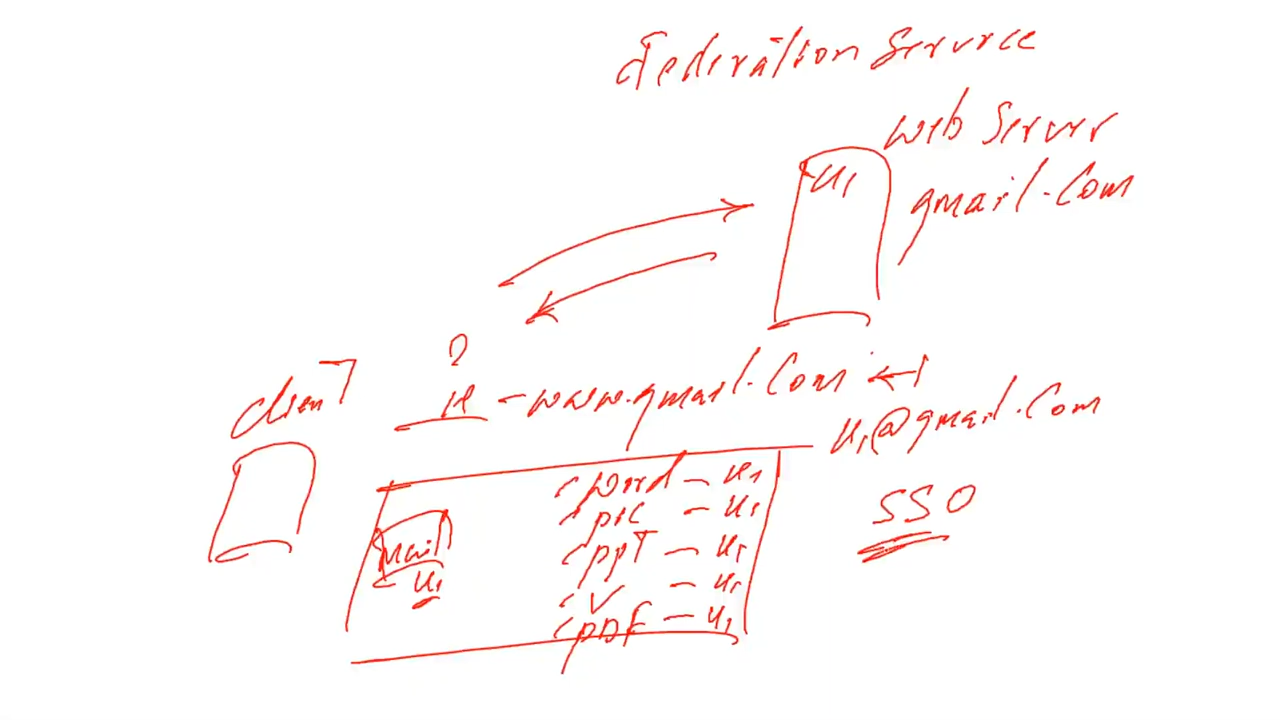 Federation Service
Web Server
u1
gmail.com
Client
?
IE - www.gmail.com ←
u1@gmail.com
word - u1
pic - u1
ppT - u1
V - u1
PDF - u1
mail
u1
SSO